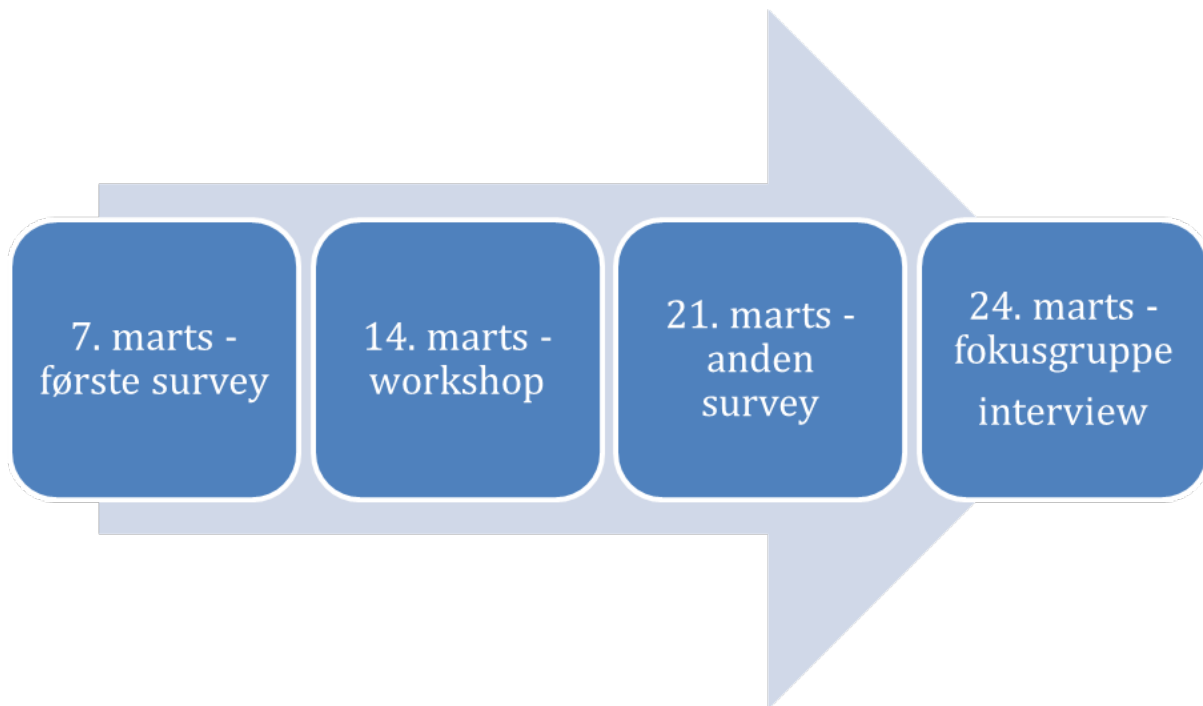 7. marts -
første survey
14. marts -
workshop
21. marts -
anden
survey
24. marts -
fokusgruppe
interview